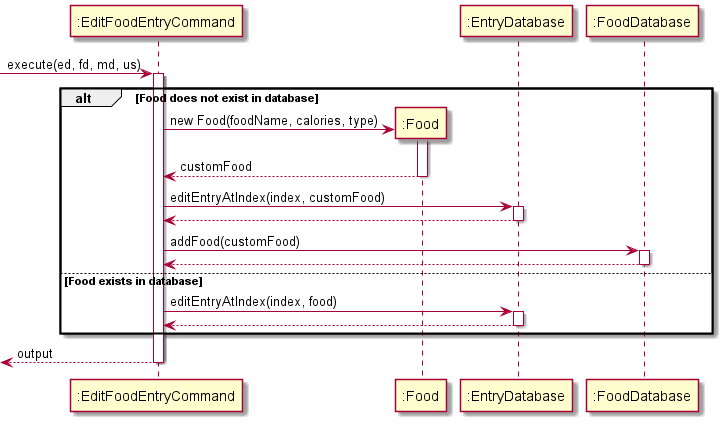 :EditFoodEntryCommand :EntryDatabase :FoodDatabase
execute(ed, fd, md, us)
alt [Food does not exist in database]
new Food(foodName, calories, type) :Food
customFood
editEntryAtIndex(index, customFood)
addFood(customFood)
[Food exists in database]
editEntryAtIndex(index, food)
output
:EditFoodEntryCommand :Food :EntryDatabase :FoodDatabase